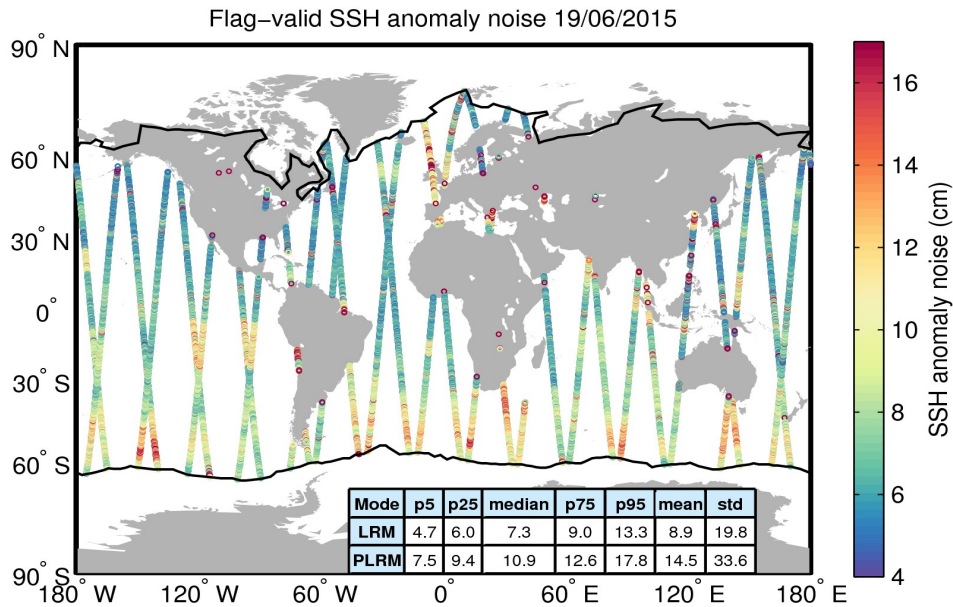 Flag−valid SSH anomaly noise 19/06/2015
90° N
60° N
30° N
0°
30° S
60° S
90° S
180° W 120° W 60° W 0° 60° E 120° E 180° E
Mode p5 p25 median p75 p95 mean std
LRM 4.7 6.0 7.3 9.0 13.3 8.9 19.8
PLRM 7.5 9.4 10.9 12.6 17.8 14.5 33.6
16
14
12
10
8
6
4
SSH anomaly noise (cm)